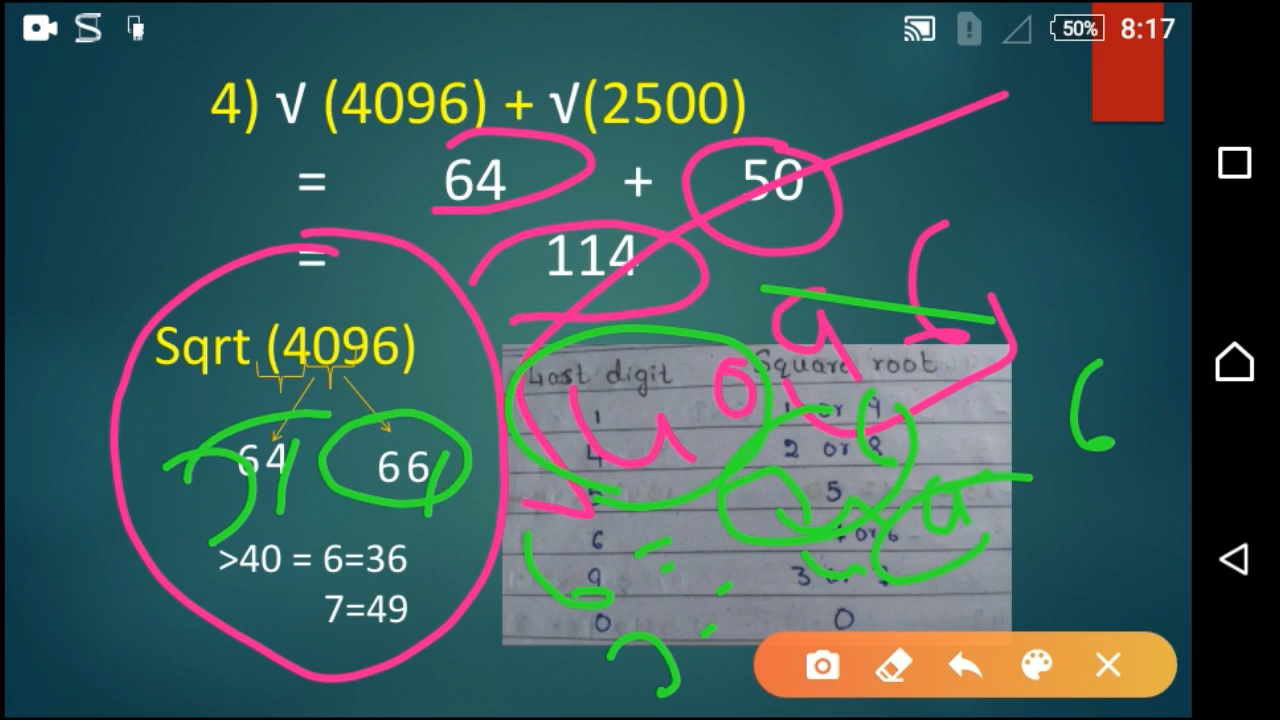 50% 8:17
4) √ (4096) + √(2500)
= 64 + 50
= 114
Sqrt (4096)
64 66
>40 = 6=36
7=49
Last digit Square root
1 1 or 9
4 2 or 8
5 5
6 or 6
9 3 or
0 0
6